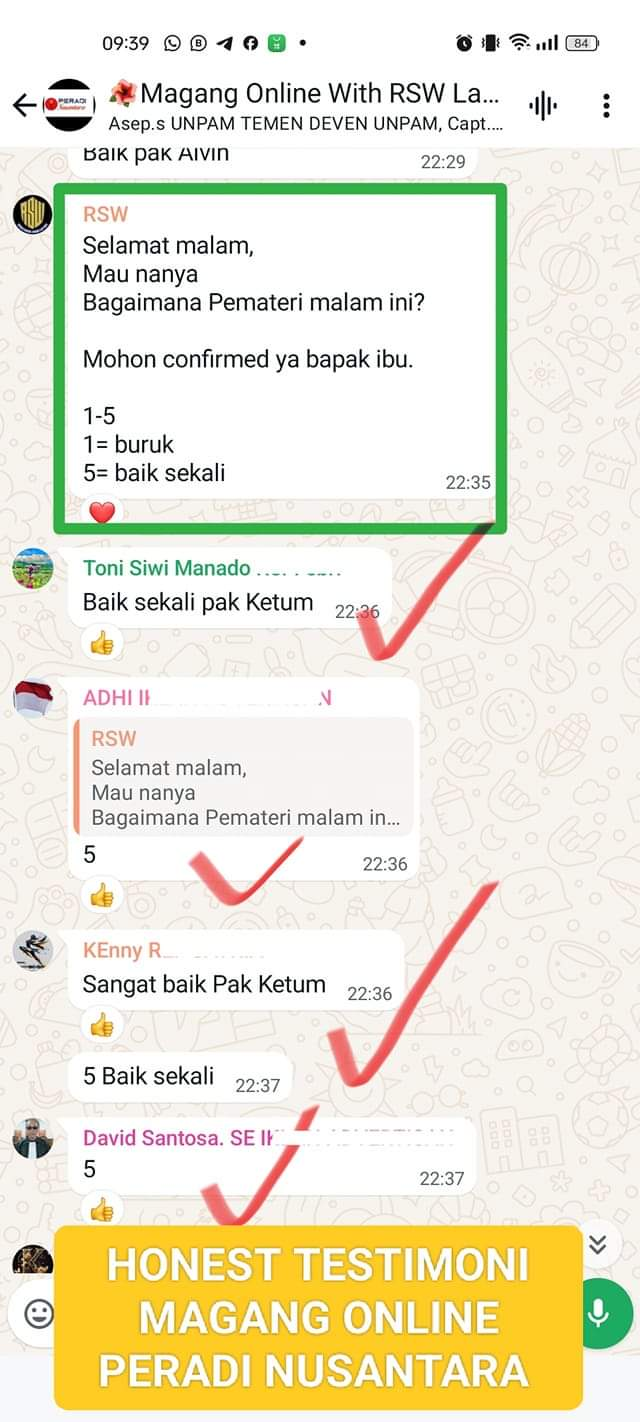 09:39
84
PERADI
Nusantara
Magang Online With RSW La...
Asep.s UNPAM TEMEN DEVEN UNPAM, Capt....
Baik pak Alvin 22:29
RSW
RSW
Selamat malam,
Mau nanya
Bagaimana Pemateri malam ini?
Mohon confirmed ya bapak ibu.
1-5
1= buruk
5= baik sekali
22:35
Toni Siwi Manado
Baik sekali pak Ketum 22:36
ADHI
RSW
Selamat malam,
Mau nanya
Bagaimana Pemateri malam in...
5
22:36
KEnny
Sangat baik Pak Ketum 22:36
5 Baik sekali 22:37
David Santosa. SE
5
22:37
HONEST TESTIMONI
MAGANG ONLINE
PERADI NUSANTARA